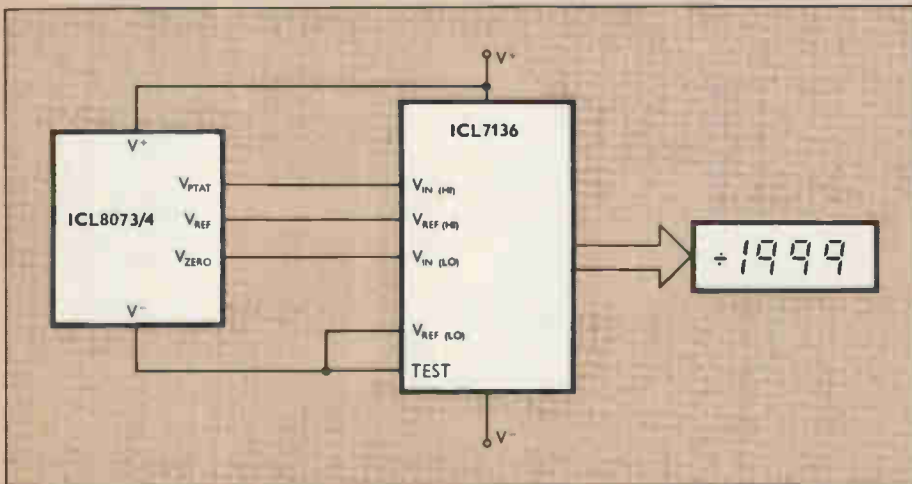 V+
ICL7136
V+
VPTAT
VIN (HI)
ICL8073/4
VREF
VREF (HI)
VZERO
VIN (LO)
÷1999
V-
VREF (LO)
TEST
V-